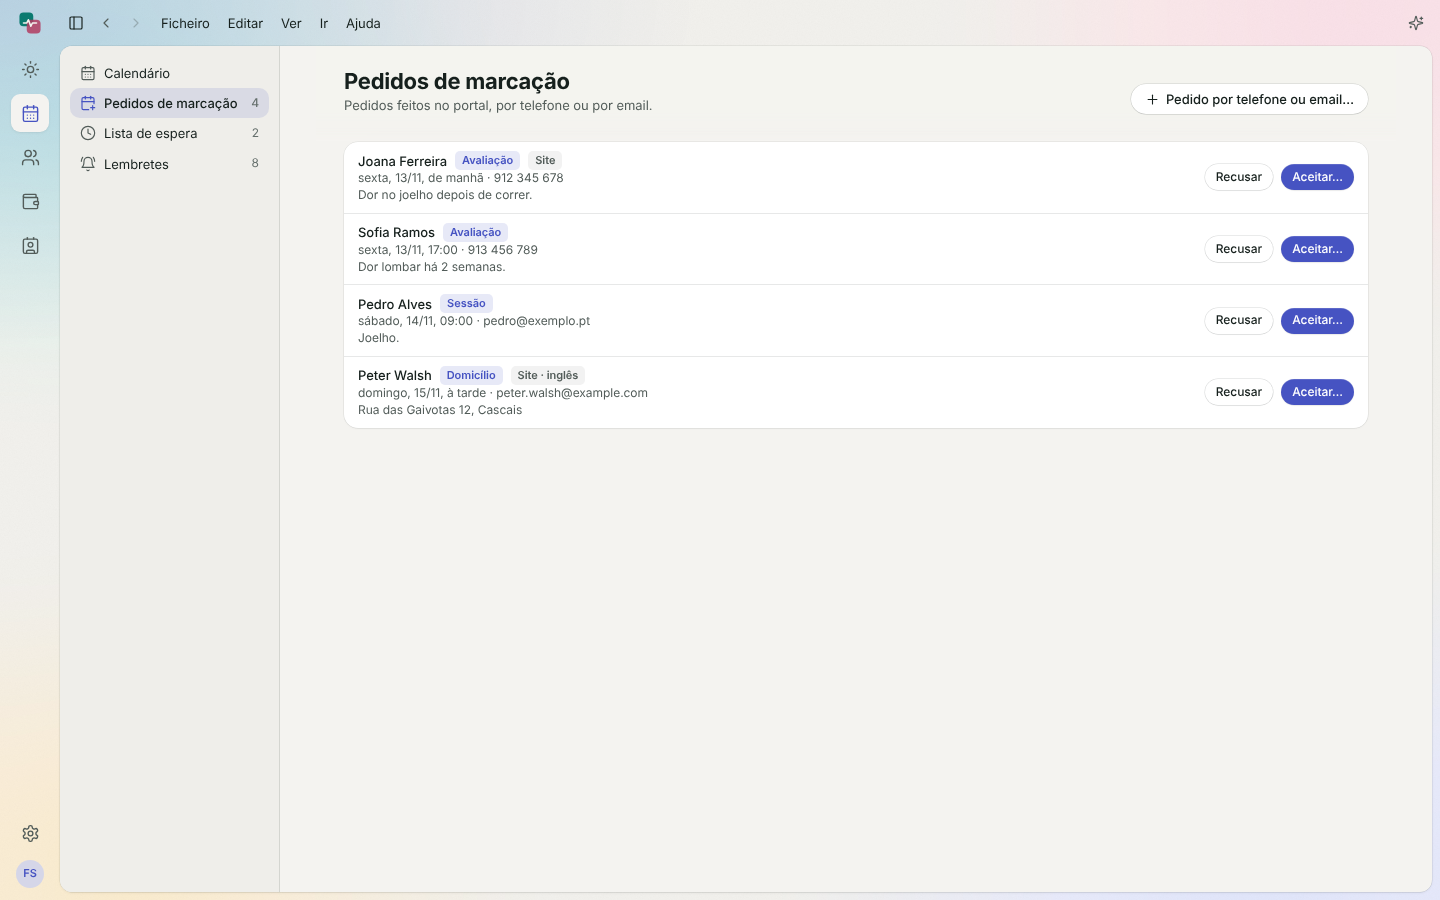 Ficheiro Editar Ver Ir Ajuda
Calendário
Pedidos de marcação 4
Lista de espera 2
Lembretes 8
FS
Pedidos de marcação
Pedidos feitos no portal, por telefone ou por email.
Pedido por telefone ou email...
Joana Ferreira Avaliação Site
sexta, 13/11, de manhã · 912 345 678
Dor no joelho depois de correr.
Recusar Aceitar...
Sofia Ramos Avaliação
sexta, 13/11, 17:00 · 913 456 789
Dor lombar há 2 semanas.
Recusar Aceitar...
Pedro Alves Sessão
sábado, 14/11, 09:00 · pedro@exemplo.pt
Joelho.
Recusar Aceitar...
Peter Walsh Domicílio Site · inglês
domingo, 15/11, à tarde · peter.walsh@example.com
Rua das Gaivotas 12, Cascais
Recusar Aceitar...